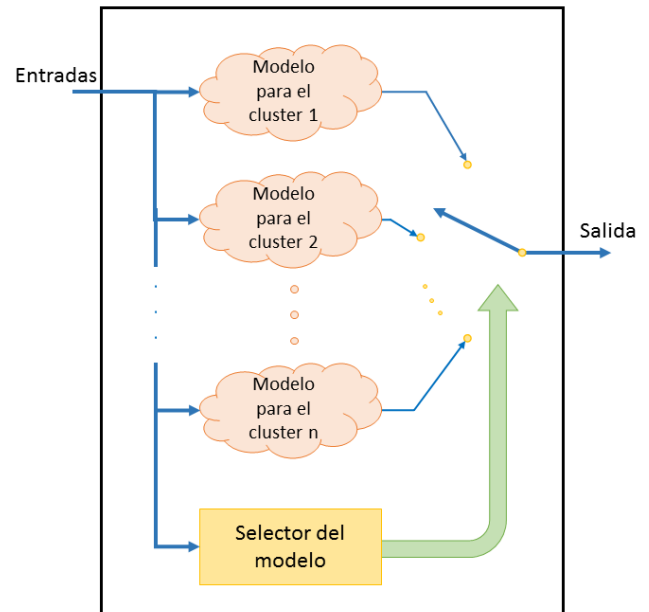 Entradas
Modelo
para el
cluster 1
Modelo
para el
cluster 2
Salida
Modelo
para el
cluster n
Selector del
modelo